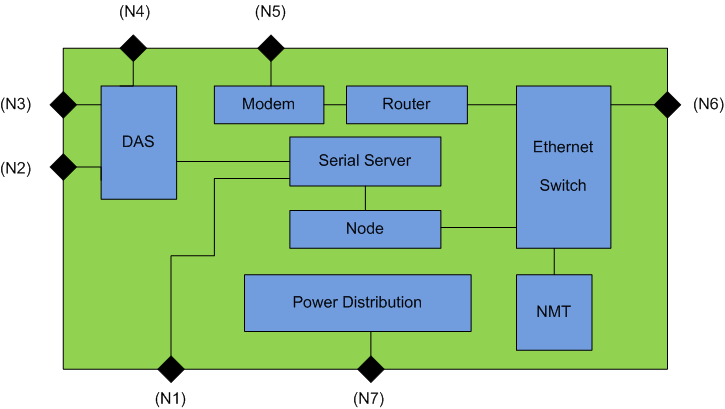 (N4)
(N5)
(N3)
Modem
Router
(N6)
DAS
Ethernet
Switch
Serial Server
(N2)
Node
Power Distribution
NMT
(N1)
(N7)